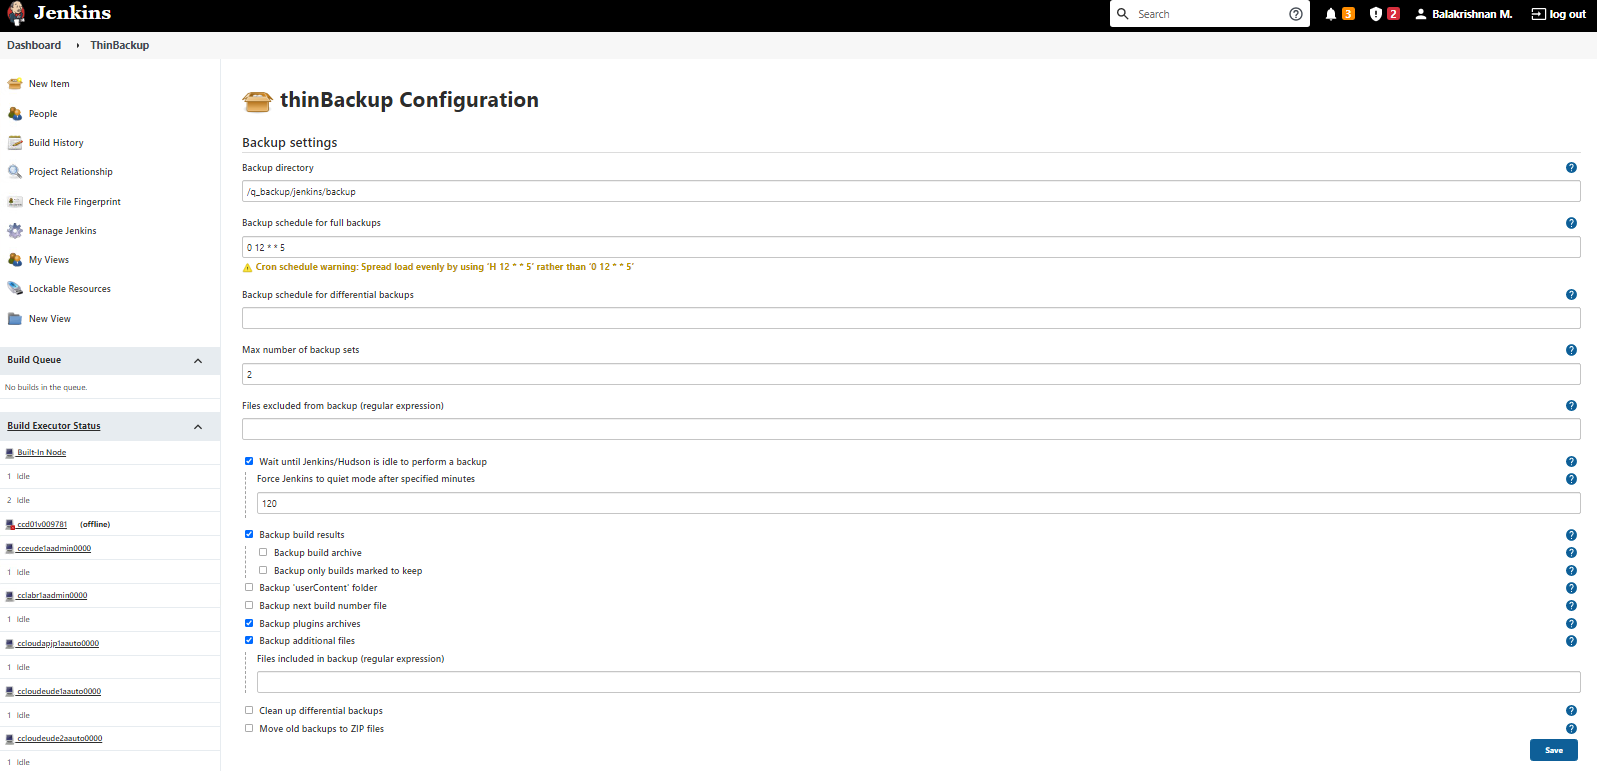 Jenkins
Search
3
2
Balakrishnan M.
log out
Dashboard
ThinBackup
New Item
People
Build History
Project Relationship
Check File Fingerprint
Manage Jenkins
My Views
Lockable Resources
New View
Build Queue
No builds in the queue.
Build Executor Status
Built-In Node
1 Idle
2 Idle
ccd01v009781 (offline)
cceude1aadmin0000
1 Idle
cclabr1aadmin0000
1 Idle
ccloudapjp1aauto0000
1 Idle
ccloudeude1aauto0000
1 Idle
ccloudeude2aauto0000
1 Idle
thinBackup Configuration
Backup settings
Backup directory
/q_backup/jenkins/backup
Backup schedule for full backups
0 12 * * 5
Cron schedule warning: Spread load evenly by using ‘H 12 * * 5’ rather than ‘0 12 * * 5’
Backup schedule for differential backups
Max number of backup sets
2
Files excluded from backup (regular expression)
Wait until Jenkins/Hudson is idle to perform a backup
Force Jenkins to quiet mode after specified minutes
120
Backup build results
Backup build archive
Backup only builds marked to keep
Backup 'userContent' folder
Backup next build number file
Backup plugins archives
Backup additional files
Files included in backup (regular expression)
Clean up differential backups
Move old backups to ZIP files
Save